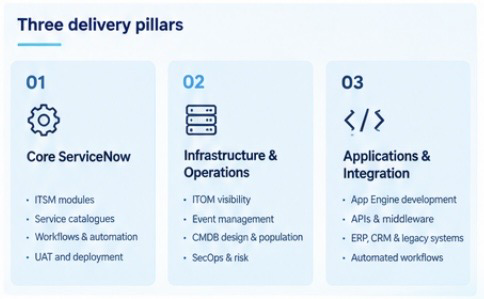 Three delivery pillars
01
Core ServiceNow
• ITSM modules
• Service catalogues
• Workflows & automation
• UAT and deployment
02
Infrastructure &
Operations
• ITOM visibility
• Event management
• CMDB design & population
• SecOps & risk
03
</>
Applications &
Integration
• App Engine development
• APIs & middleware
• ERP, CRM & legacy systems
• Automated workflows